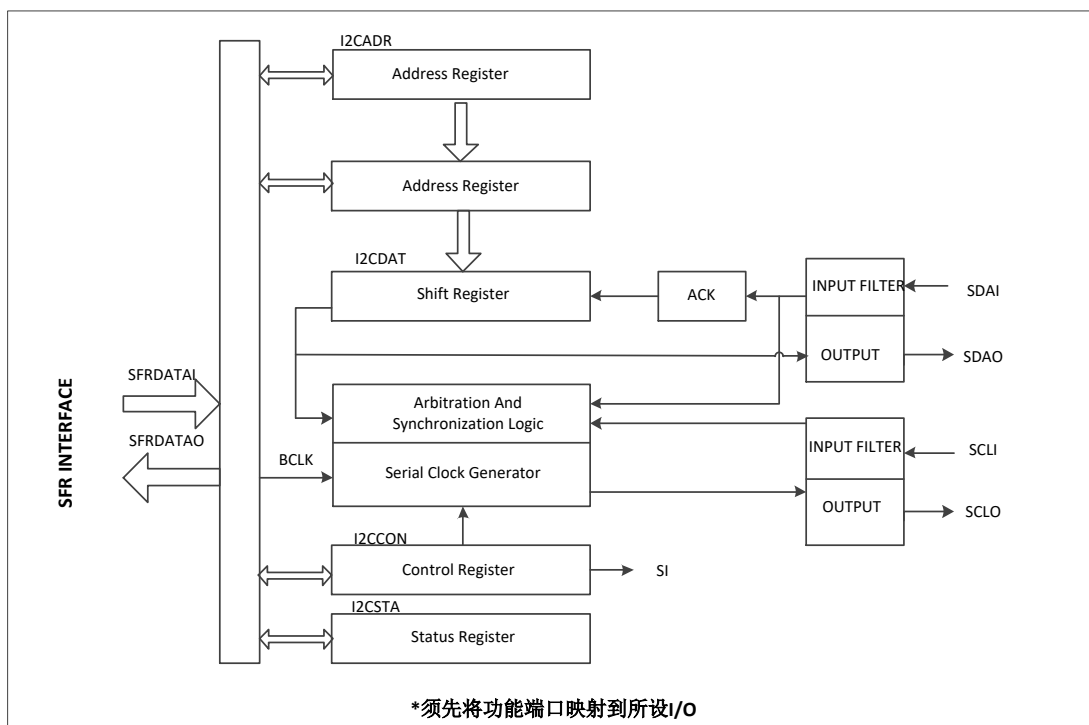 I2CADR
Address Register
Address Register
I2CDAT
Shift Register
ACK
INPUT FILTER
SDAI
OUTPUT
SDAO
SFR INTERFACE
SFRDATAI
SFRDATAO
BCLK
Arbitration And
Synchronization Logic
Serial Clock Generator
INPUT FILTER
SCLI
OUTPUT
SCLO
I2CCON
Control Register
SI
I2CSTA
Status Register
*须先将功能端口映射到所设I/O